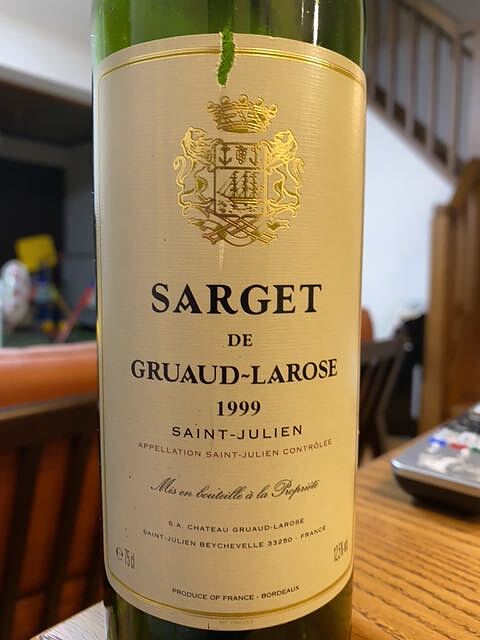 SARGET
DE
GRUAUD-LAROSE
1999
SAINT-JULIEN
APPELLATION SAINT-JULIEN CONTRÔLÉE
Mis en bouteille à la Propriété
S.A. CHATEAU GRUAUD-LAROSE
SAINT-JULIEN BEYCHEVELLE 33250 - FRANCE
℮ 75 cl
12,5% vol
PRODUCE OF FRANCE - BORDEAUX